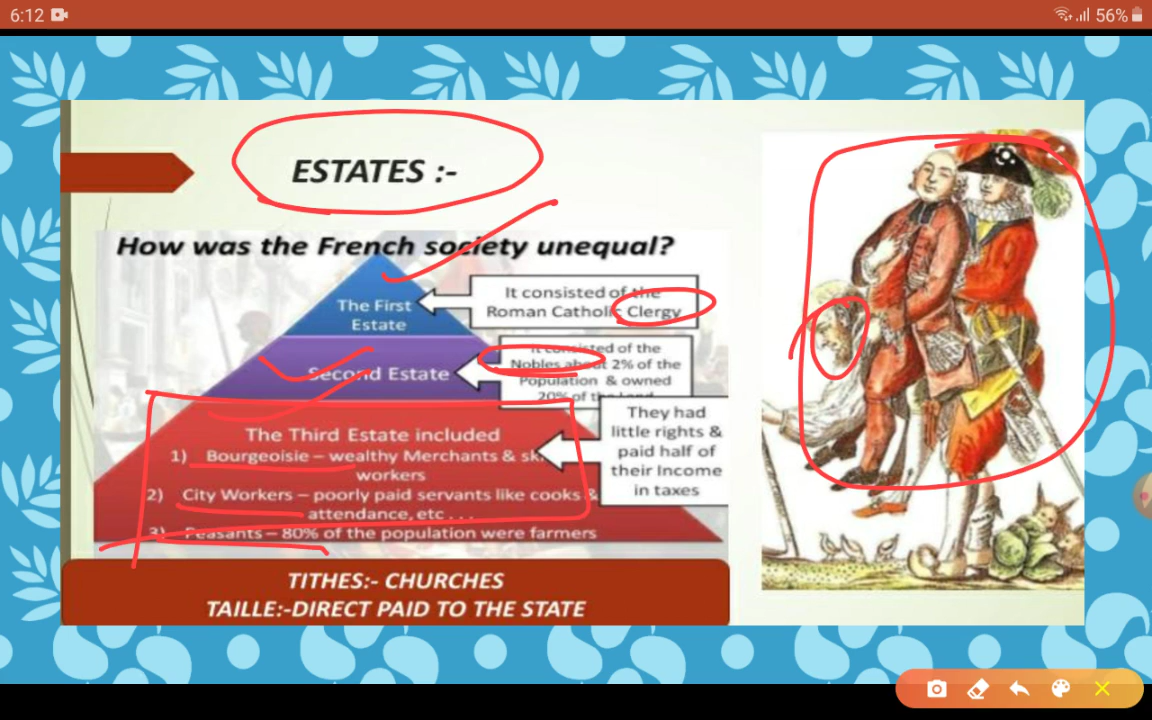 6:12
56%
ESTATES :-
How was the French society unequal?
The First
Estate
It consisted of the
Roman Catholic Clergy
Second Estate
It consisted of the
Nobles about 2% of the
Population & owned
20% of the Land
They had
little rights &
paid half of
their Income
in taxes
The Third Estate included
1) Bourgeoisie – wealthy Merchants &
workers
2) City Workers – poorly paid servants like cooks &
attendance, etc . . .
3) Peasants – 80% of the population were farmers
TITHES:- CHURCHES
TAILLE:-DIRECT PAID TO THE STATE